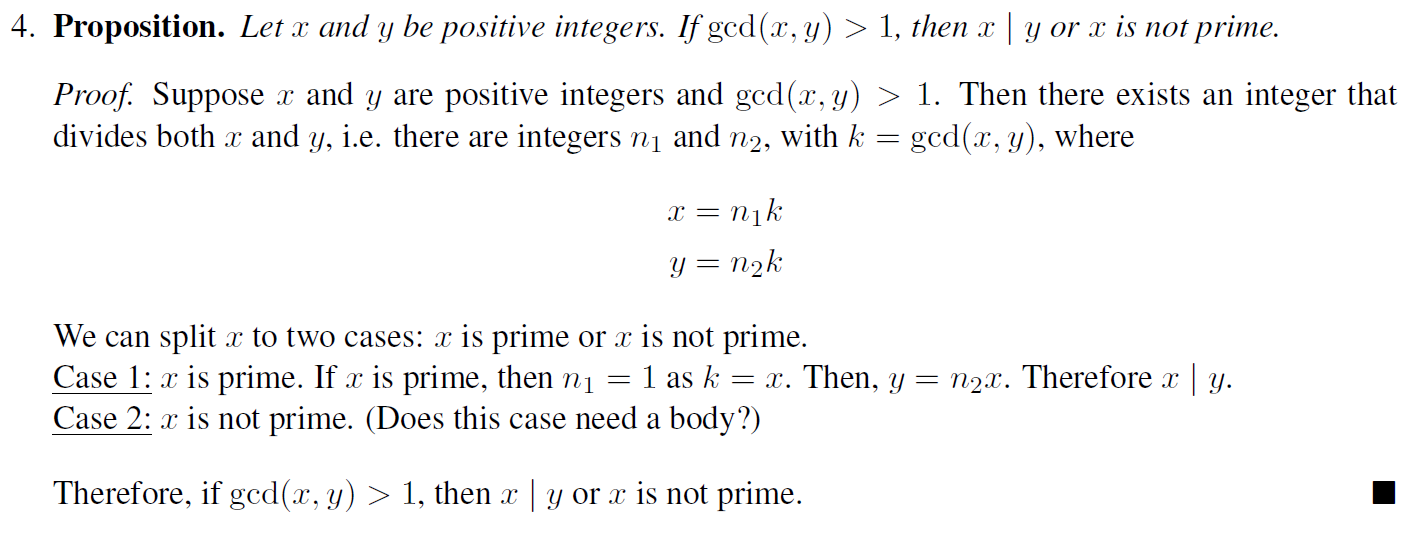 4. Proposition. Let x and y be positive integers. If gcd(x, y) > 1, then x | y or x is not prime.
Proof. Suppose x and y are positive integers and gcd(x, y) > 1. Then there exists an integer that
divides both x and y, i.e. there are integers n₁ and n₂, with k = gcd(x, y), where
x = n₁k
y = n₂k
We can split x to two cases: x is prime or x is not prime.
Case 1: x is prime. If x is prime, then n₁ = 1 as k = x. Then, y = n₂x. Therefore x | y.
Case 2: x is not prime. (Does this case need a body?)
Therefore, if gcd(x, y) > 1, then x | y or x is not prime. ■